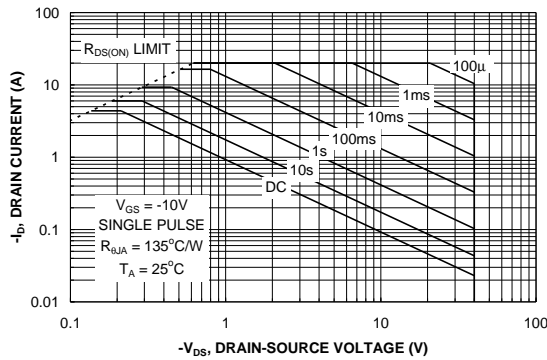 100
10
1
0.1
0.01
0.1
1
10
100
-I_D, DRAIN CURRENT (A)
-V_DS, DRAIN-SOURCE VOLTAGE (V)
R_DS(ON) LIMIT
100μ
1ms
10ms
100ms
1s
10s
DC
V_GS = -10V
SINGLE PULSE
R_θJA = 135°C/W
T_A = 25°C